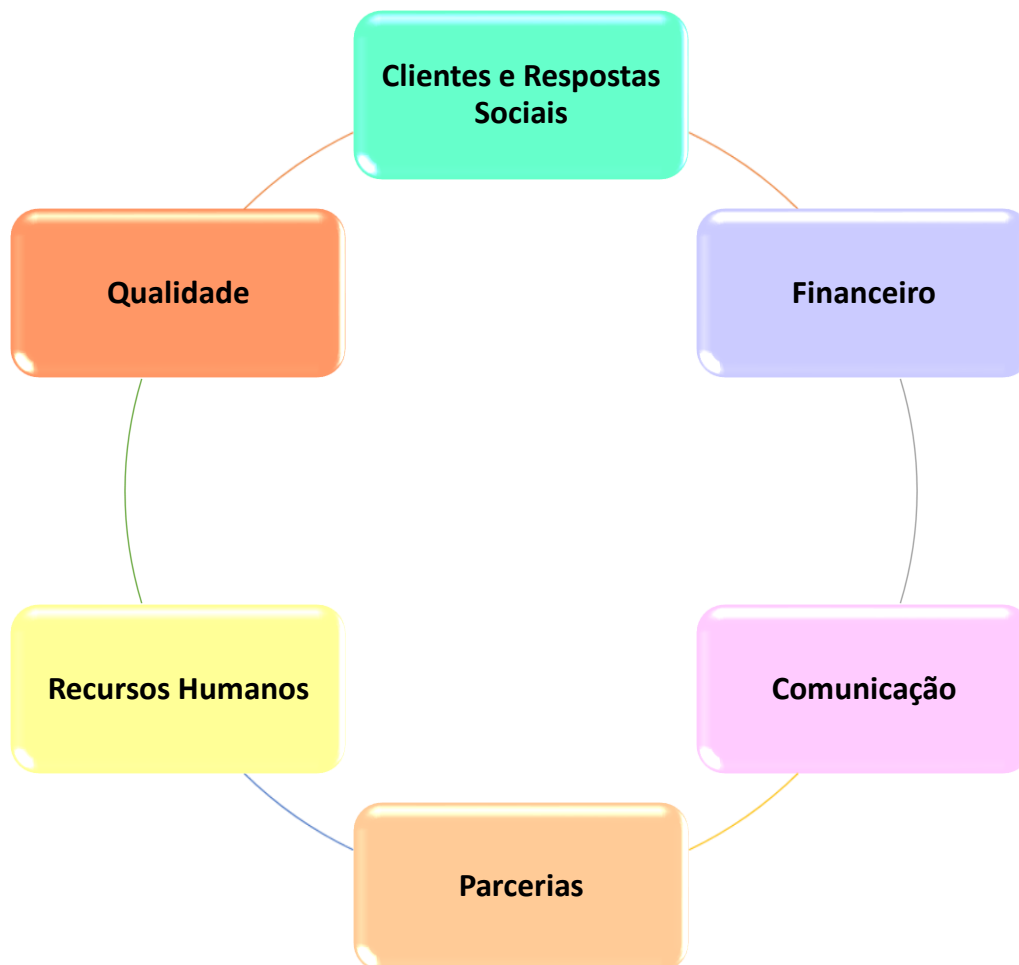 Clientes e Respostas
Sociais
Qualidade
Financeiro
Recursos Humanos
Comunicação
Parcerias